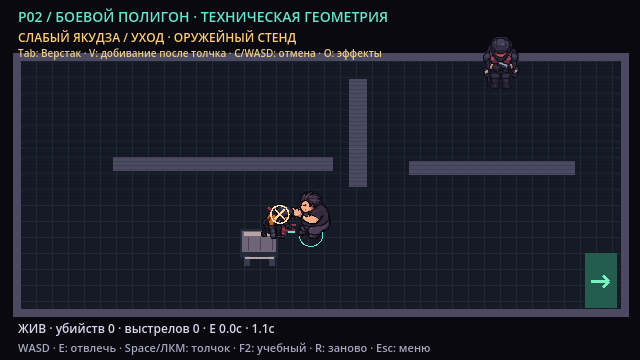 P02 / БОЕВОЙ ПОЛИГОН · ТЕХНИЧЕСКАЯ ГЕОМЕТРИЯ
СЛАБЫЙ ЯКУДЗА / УХОД · ОРУЖЕЙНЫЙ СТЕНД
Tab: Верстак · V: добивание после толчка · C/WASD: отмена · O: эффекты
ЖИВ · убийств 0 · выстрелов 0 · E 0.0с · 1.1с
WASD · E: отвлечь · Space/ЛКМ: толчок · F2: учебный · R: заново · Esc: меню